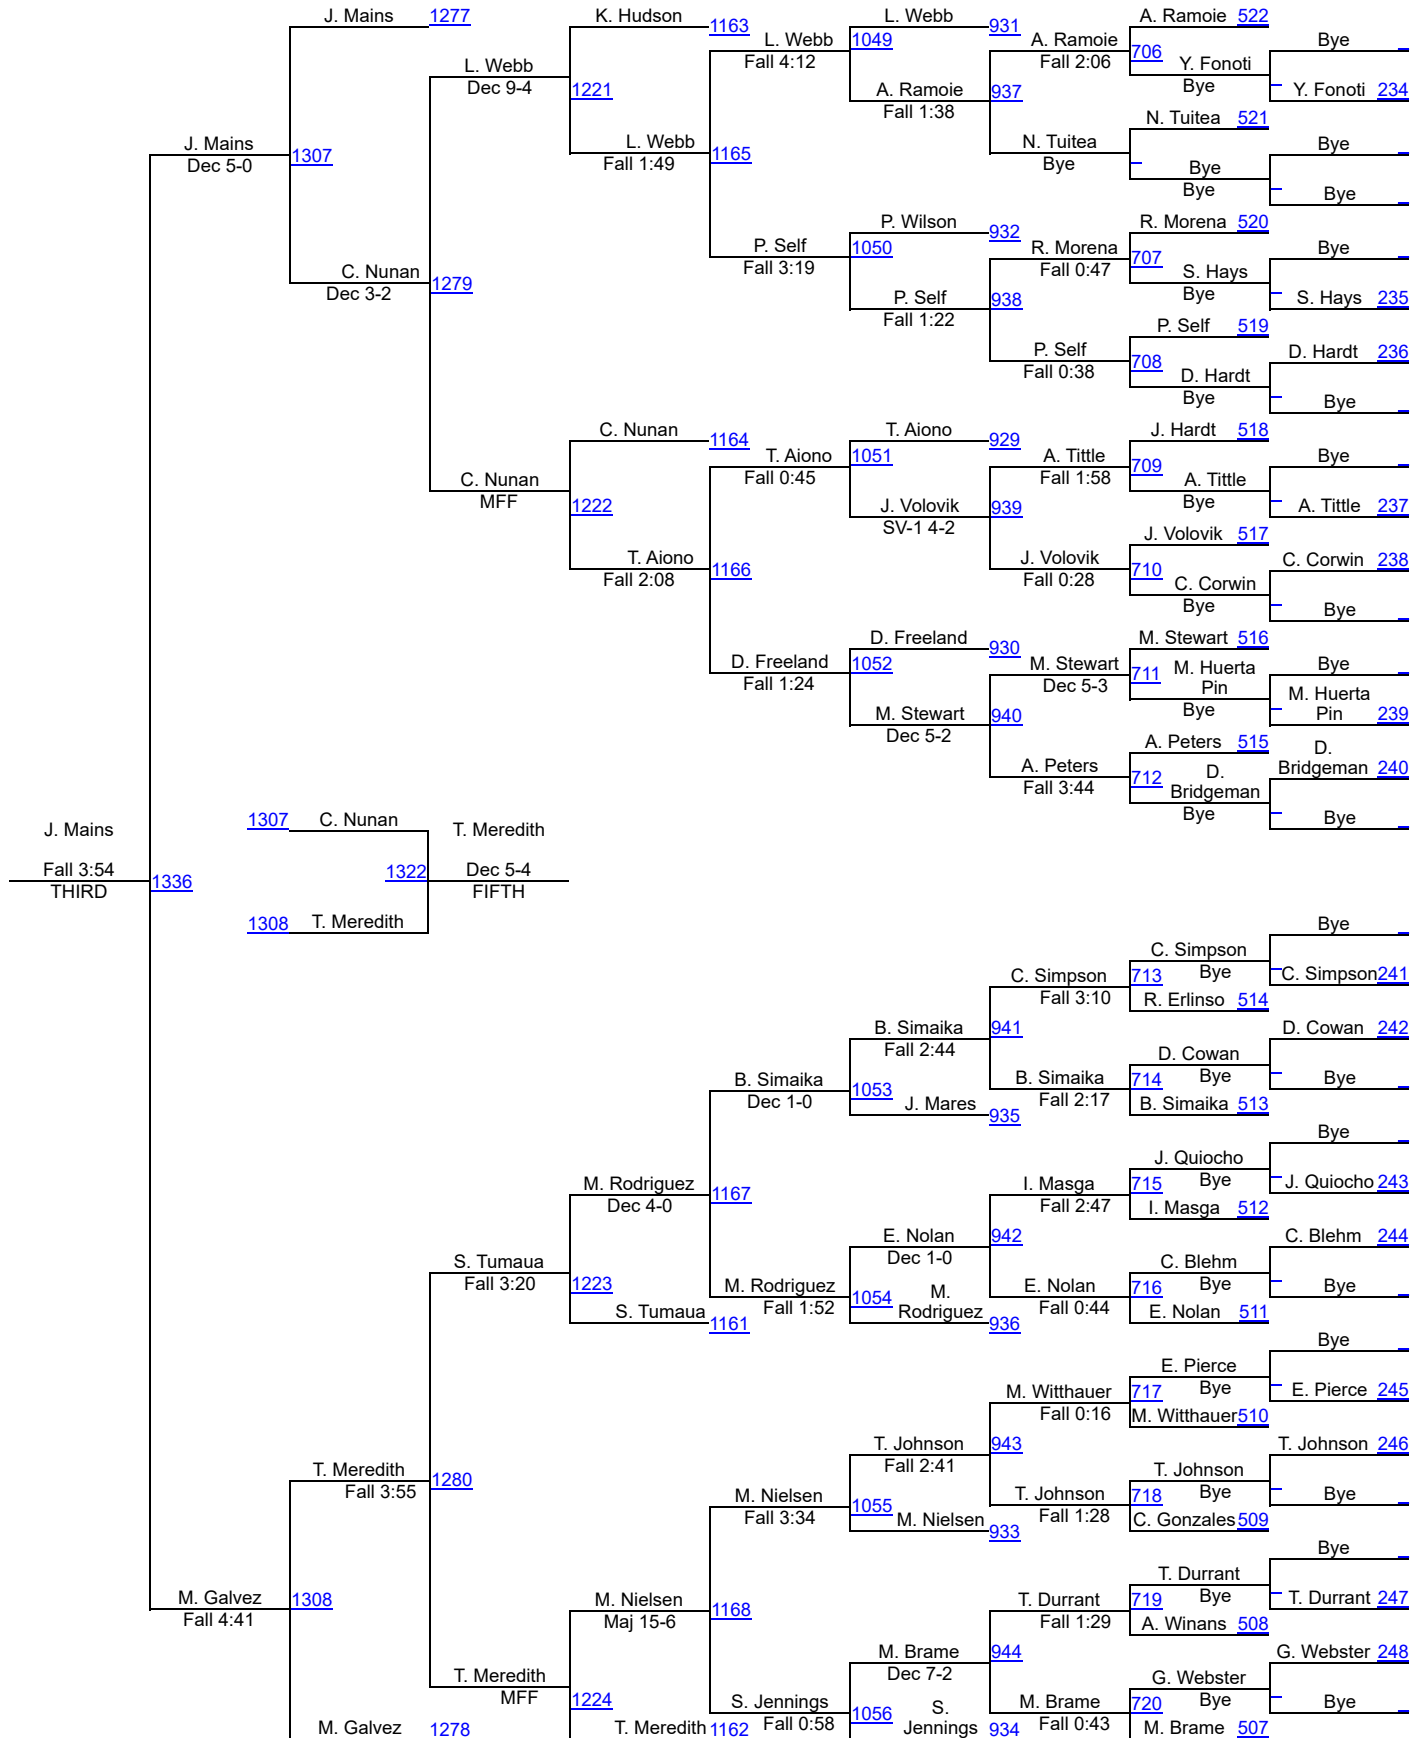 J. Mains 1277 K. Hudson 1163 L. Webb 931 A. Ramoie 522
L. Webb 1049 A. Ramoie Bye
Fall 4:12 Fall 2:06 706 Y. Fonoti
L. Webb Bye
Dec 9-4 1221 A. Ramoie 937 Y. Fonoti 234
Fall 1:38 N. Tuitea 521
J. Mains L. Webb N. Tuitea Bye
Dec 5-0 1307 Fall 1:49 1165 Bye Bye
Bye Bye
P. Wilson 932 R. Morena 520
P. Self 1050 R. Morena Bye
Fall 3:19 Fall 0:47 707 S. Hays
C. Nunan 1279 Bye
Dec 3-2 P. Self 938 S. Hays 235
Fall 1:22 P. Self 519
P. Self 708 D. Hardt 236
Fall 0:38 D. Hardt
Bye Bye
C. Nunan 1164 T. Aiono 929 J. Hardt 518
T. Aiono 1051 A. Tittle Bye
Fall 0:45 Fall 1:58 709 A. Tittle
C. Nunan Bye
MFF 1222 J. Volovik 939 A. Tittle 237
SV-1 4-2 J. Volovik 517
T. Aiono 1166 J. Volovik 710 C. Corwin 238
Fall 2:08 Fall 0:28 C. Corwin
Bye Bye
D. Freeland 930 M. Stewart 516
D. Freeland 1052 M. Stewart 711 M. Huerta Bye
Fall 1:24 Dec 5-3 Pin
Bye M. Huerta
M. Stewart 940 Pin 239
Dec 5-2 A. Peters 515 D.
A. Peters 712 D. Bridgeman 240
Fall 3:44 Bridgeman
Bye Bye
J. Mains 1307 C. Nunan T. Meredith
Fall 3:54 1336 1322 Dec 5-4
THIRD FIFTH
1308 T. Meredith
Bye
C. Simpson
C. Simpson 713 Bye C. Simpson 241
Fall 3:10 R. Erlinso 514
B. Simaika 941 D. Cowan 242
Fall 2:44 D. Cowan
B. Simaika 1053 B. Simaika 714 Bye Bye
Dec 1-0 J. Mares 935 Fall 2:17 B. Simaika 513
Bye
J. Quiocho
M. Rodriguez 1167 I. Masga 715 Bye J. Quiocho 243
Dec 4-0 Fall 2:47 I. Masga 512
E. Nolan 942 C. Blehm 244
S. Tumaua Dec 1-0 C. Blehm
Fall 3:20 1223 M. Rodriguez 1054 M. E. Nolan 716 Bye Bye
S. Tumaua 1161 Fall 1:52 Rodriguez 936 Fall 0:44 E. Nolan 511
Bye
E. Pierce
M. Witthauer 717 Bye E. Pierce 245
Fall 0:16 M. Witthauer 510
T. Johnson 943 T. Johnson 246
T. Meredith 1280 Fall 2:41 T. Johnson
Fall 3:55 M. Nielsen 1055 T. Johnson 718 Bye Bye
Fall 3:34 M. Nielsen 933 Fall 1:28 C. Gonzales 509
Bye
T. Durrant
M. Galvez 1308 M. Nielsen 1168 T. Durrant 719 Bye T. Durrant 247
Fall 4:41 Maj 15-6 Fall 1:29 A. Winans 508
M. Brame 944 G. Webster 248
T. Meredith Dec 7-2 G. Webster
MFF 1224 S. Jennings 1056 S. M. Brame 720 Bye Bye
M. Galvez 1278 T. Meredith 1162 Fall 0:58 Jennings 934 Fall 0:43 M. Brame 507